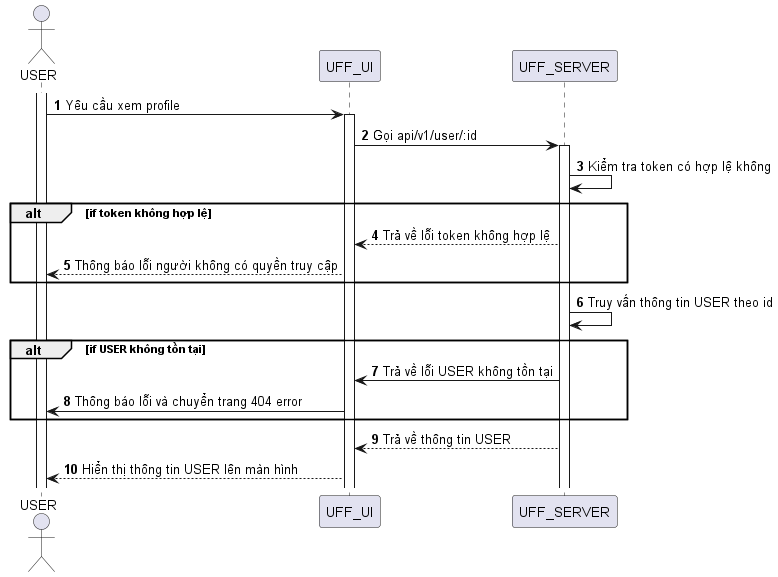 USER
UFF_UI
UFF_SERVER
1 Yêu cầu xem profile
2 Gọi api/v1/user/:id
3 Kiểm tra token có hợp lệ không
alt [if token không hợp lệ]
4 Trả về lỗi token không hợp lệ
5 Thông báo lỗi người không có quyền truy cập
6 Truy vấn thông tin USER theo id
alt [if USER không tồn tại]
7 Trả về lỗi USER không tồn tại
8 Thông báo lỗi và chuyển trang 404 error
9 Trả về thông tin USER
10 Hiển thị thông tin USER lên màn hình
USER
UFF_UI
UFF_SERVER